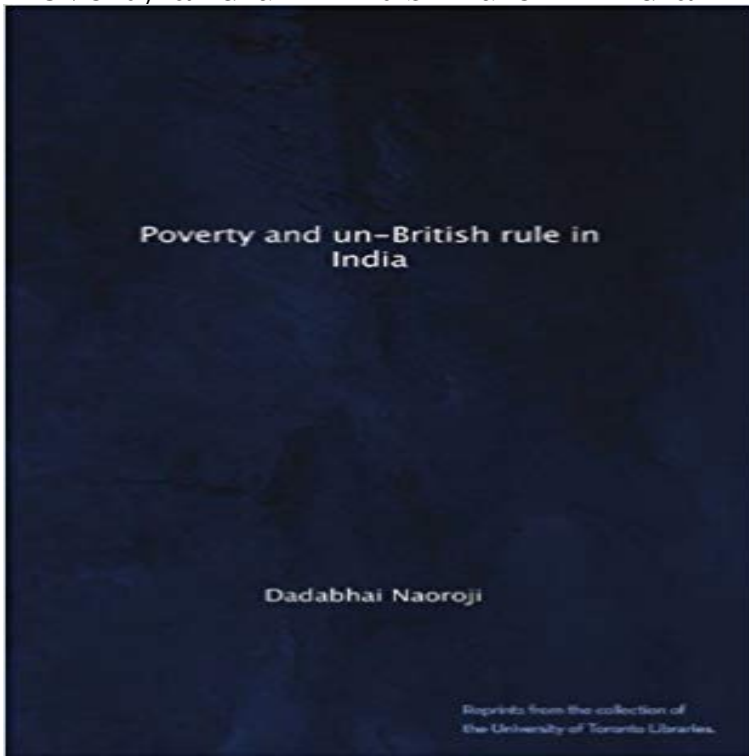 Poverty and un-British rule in
India
Dadabhai Naoroji
Reprints from the collection of
the University of Toronto Libraries.